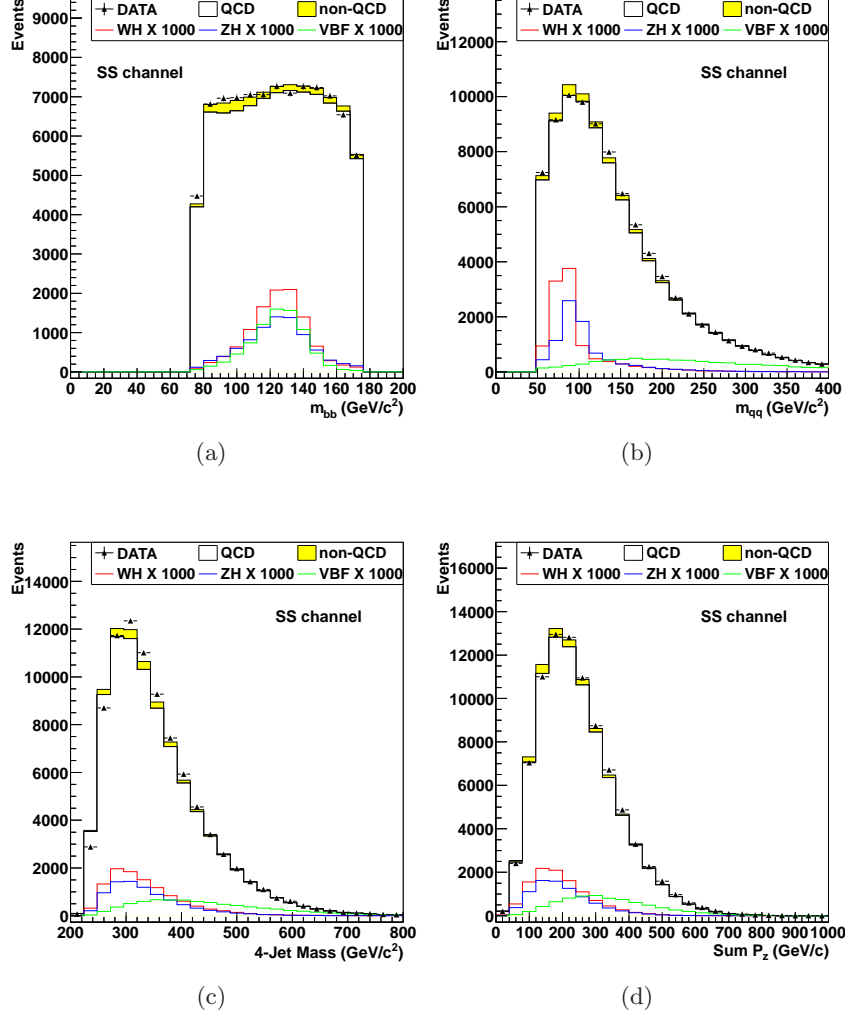 DATA QCD non-QCD
WH X 1000 ZH X 1000 VBF X 1000
SS channel
Events
9000
8000
7000
6000
5000
4000
3000
2000
1000
0
0 20 40 60 80 100 120 140 160 180 200
m_bb (GeV/c²)
(a)
DATA QCD non-QCD
WH X 1000 ZH X 1000 VBF X 1000
SS channel
Events
12000
10000
8000
6000
4000
2000
0
0 50 100 150 200 250 300 350 400
m_qq (GeV/c²)
(b)
DATA QCD non-QCD
WH X 1000 ZH X 1000 VBF X 1000
SS channel
Events
14000
12000
10000
8000
6000
4000
2000
0
200 300 400 500 600 700 800
4-Jet Mass (GeV/c²)
(c)
DATA QCD non-QCD
WH X 1000 ZH X 1000 VBF X 1000
SS channel
Events
16000
14000
12000
10000
8000
6000
4000
2000
0
0 100 200 300 400 500 600 700 800 900 1000
Sum P_z (GeV/c)
(d)